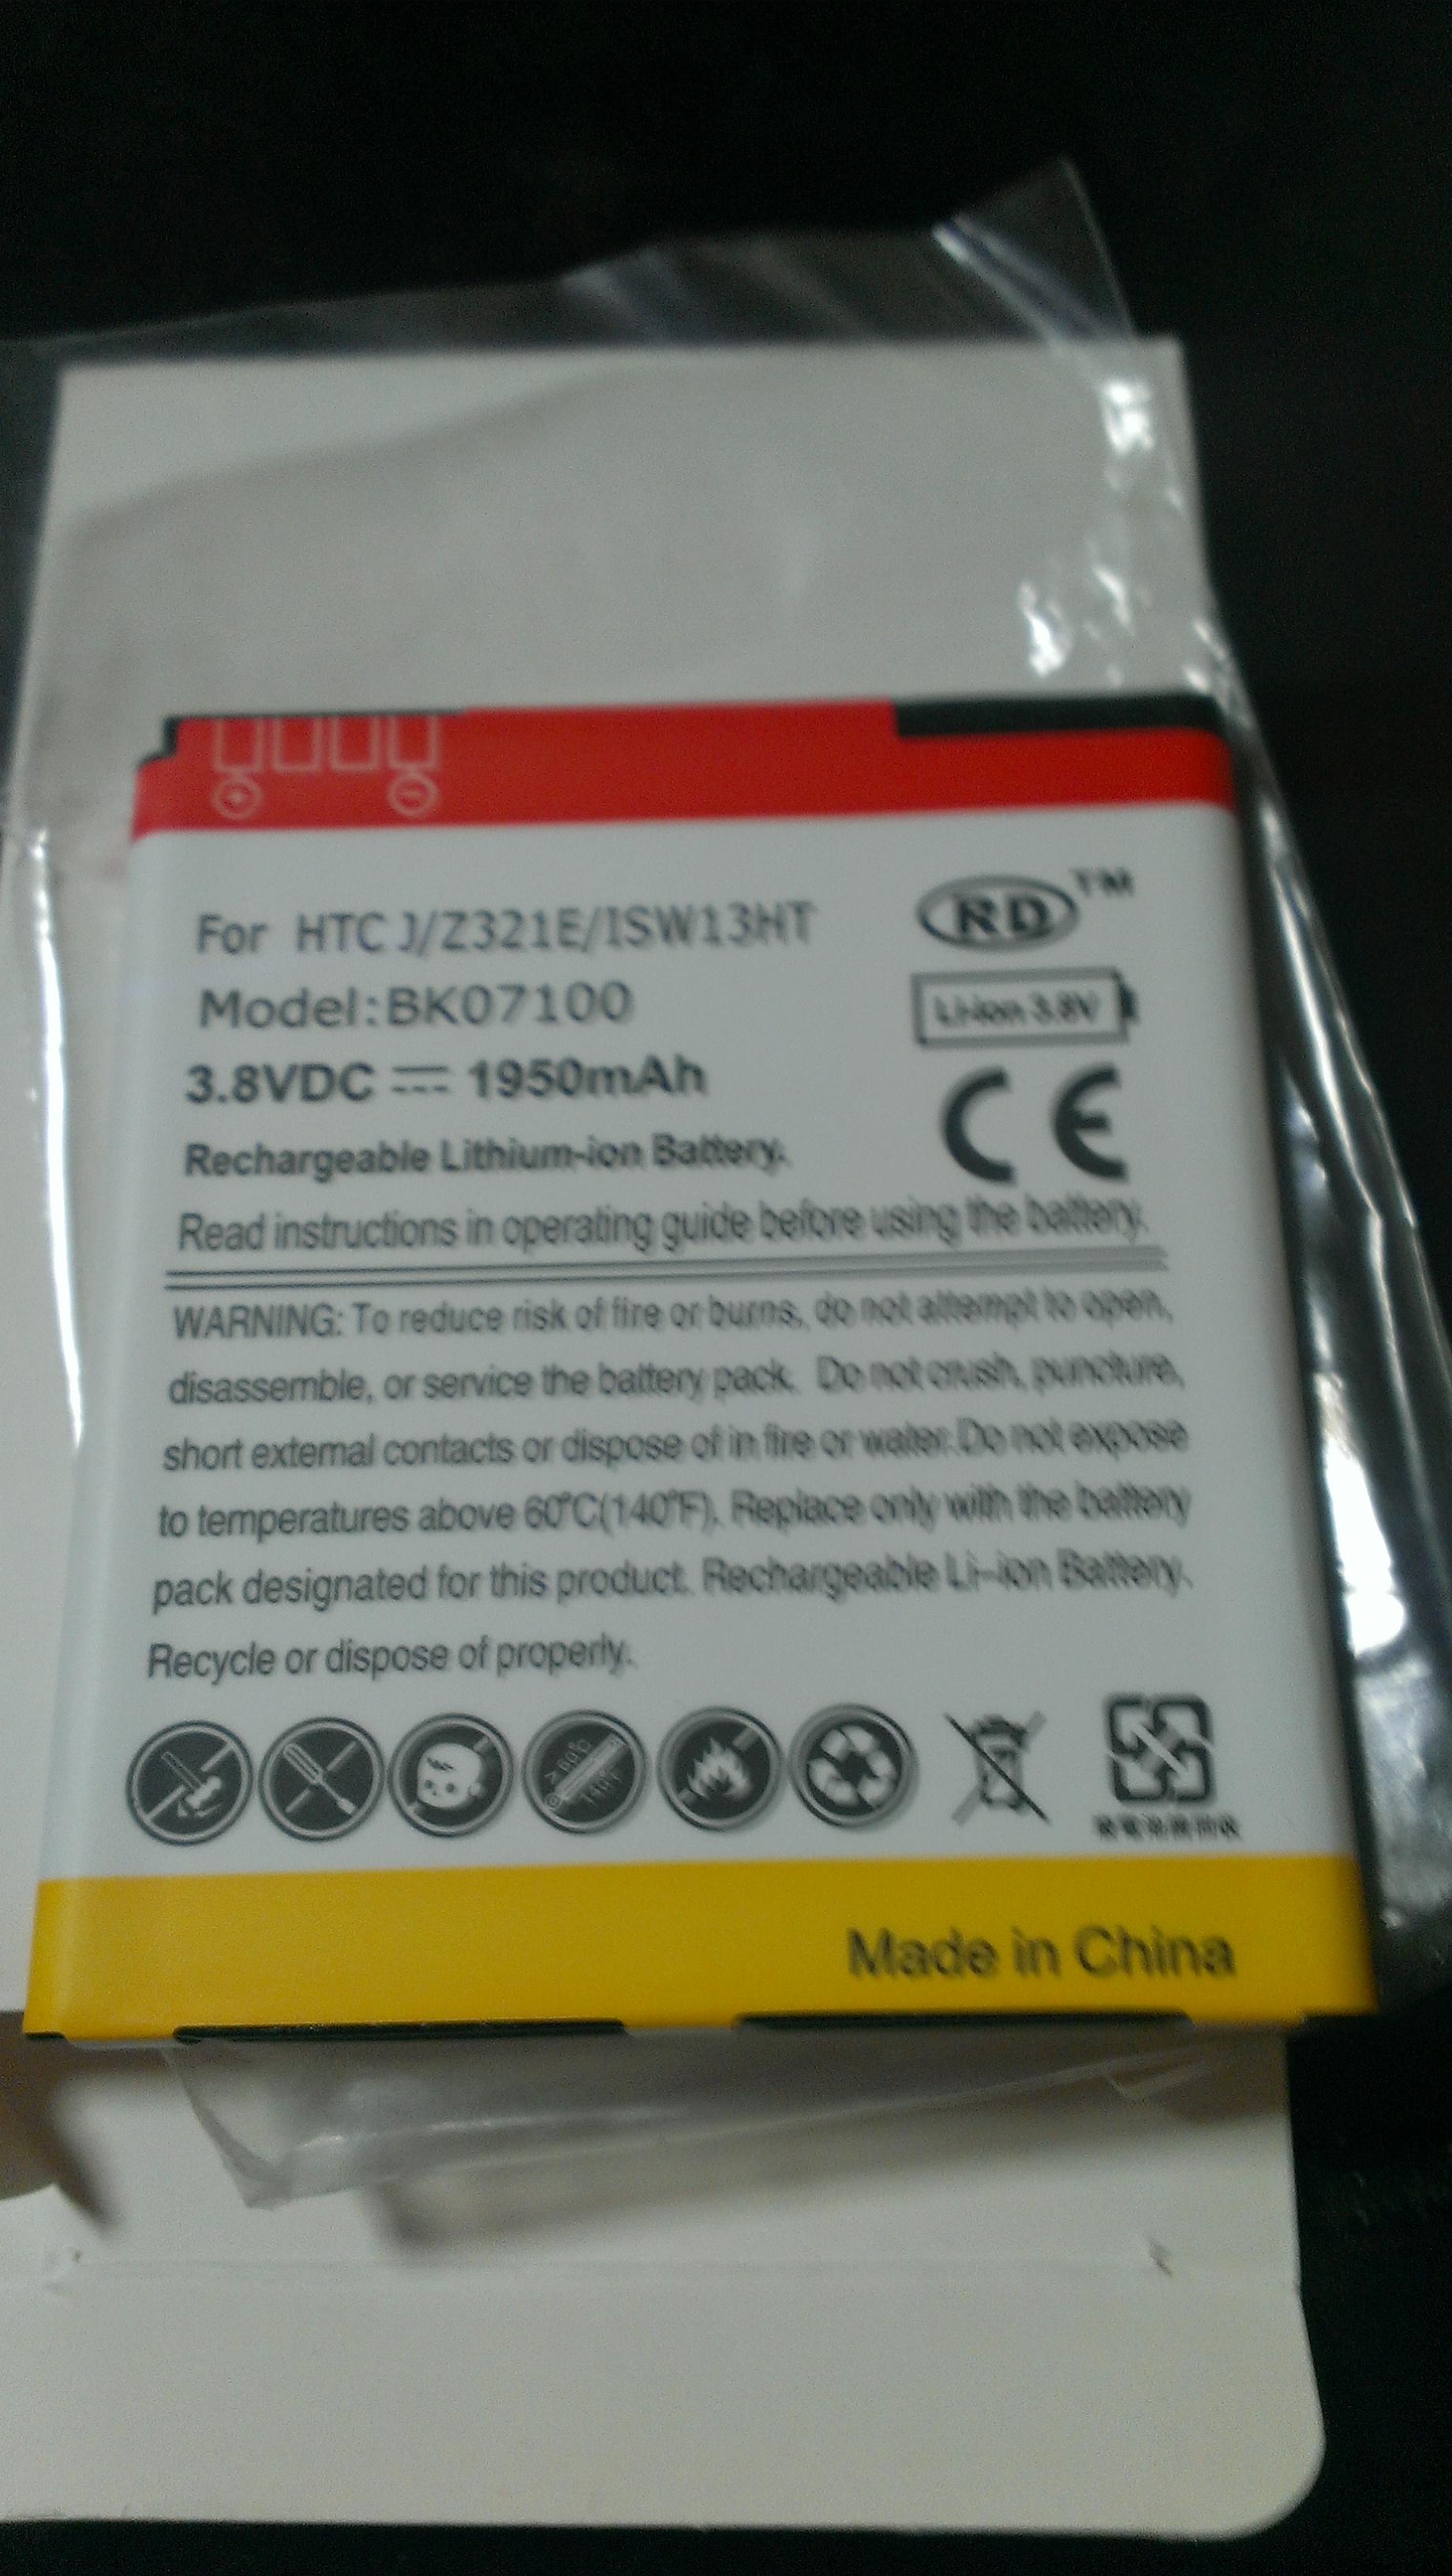 For HTC J/Z321E/ISW13HT
RD™
Model:BK07100
Li-ion 3.8V
3.8VDC ⎓ 1950mAh
CE
Rechargeable Lithium-ion Battery.
Read instructions in operating guide before using the battery.
WARNING: To reduce risk of fire or burns, do not attempt to open,
disassemble, or service the battery pack. Do not crush, puncture,
short external contacts or dispose of in fire or water.Do not expose
to temperatures above 60°C(140°F). Replace only with the battery
pack designated for this product. Rechargeable Li-ion Battery.
Recycle or dispose of properly.
Made in China